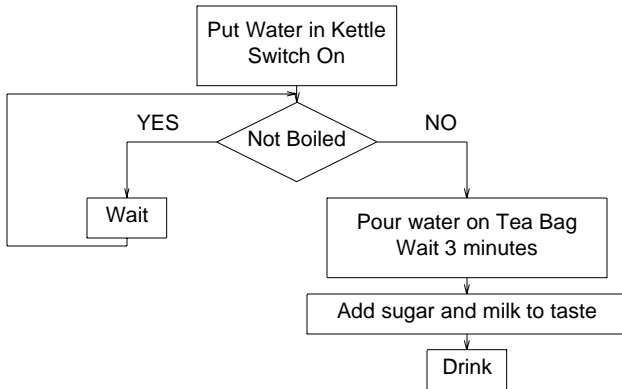 Put Water in Kettle
Switch On
YES
Not Boiled
NO
Wait
Pour water on Tea Bag
Wait 3 minutes
Add sugar and milk to taste
Drink